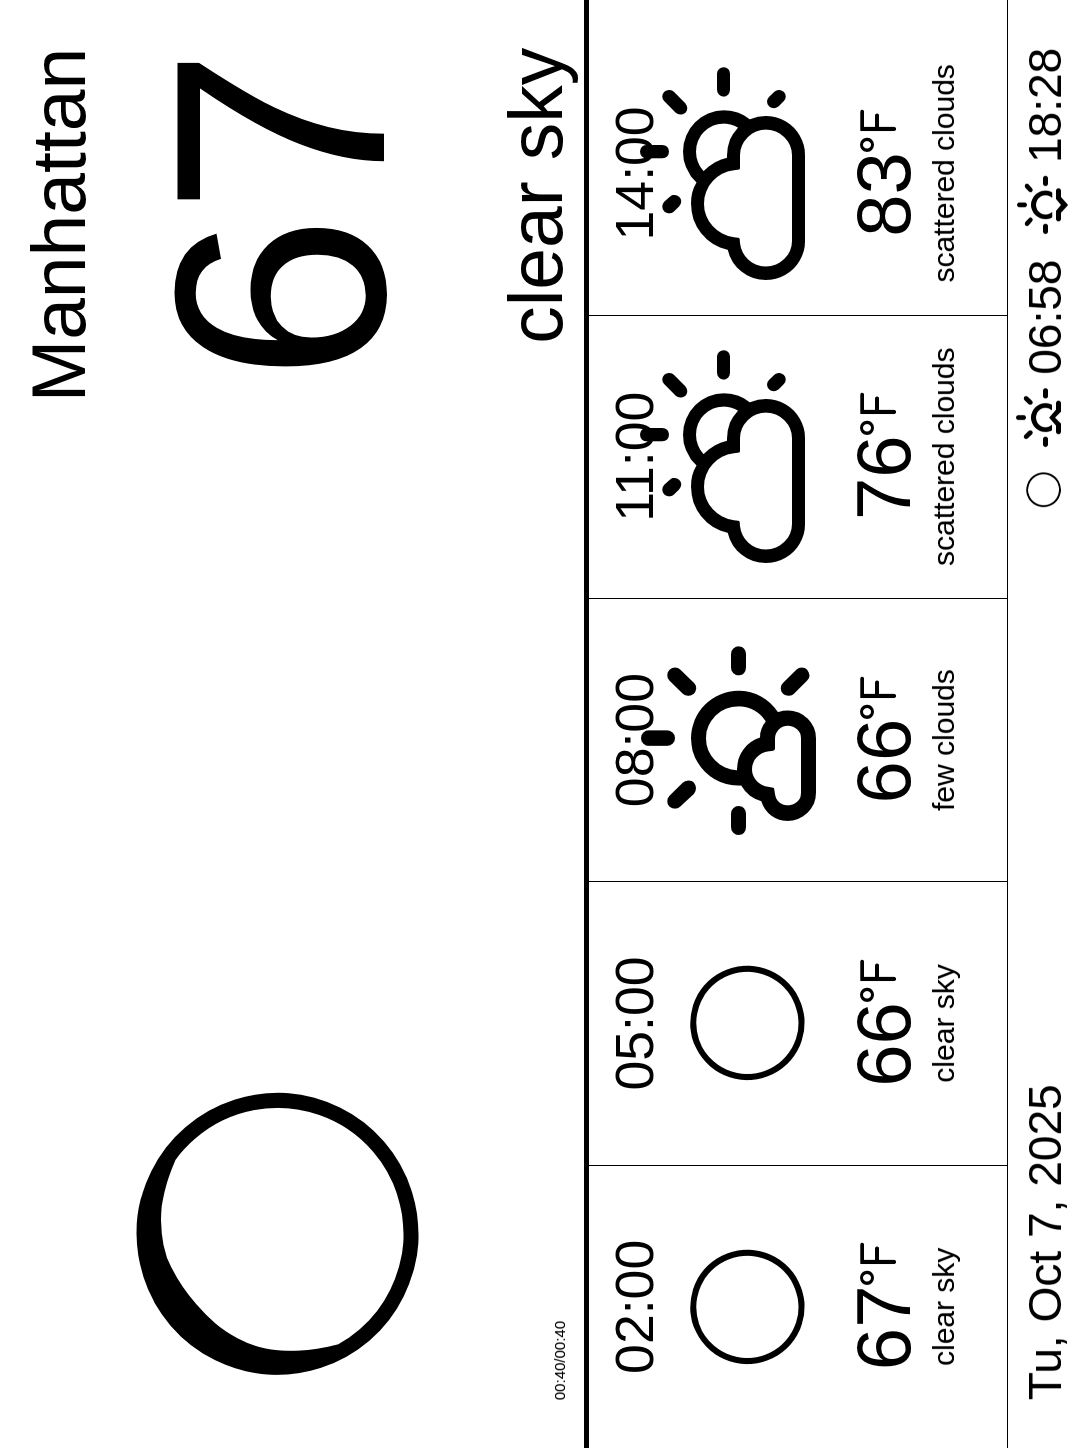 Manhattan
67
clear sky
00:40/00:40
02:00
67°F
clear sky
05:00
66°F
clear sky
08:00
66°F
few clouds
11:00
76°F
scattered clouds
14:00
83°F
scattered clouds
Tu, Oct 7, 2025
06:58
18:28